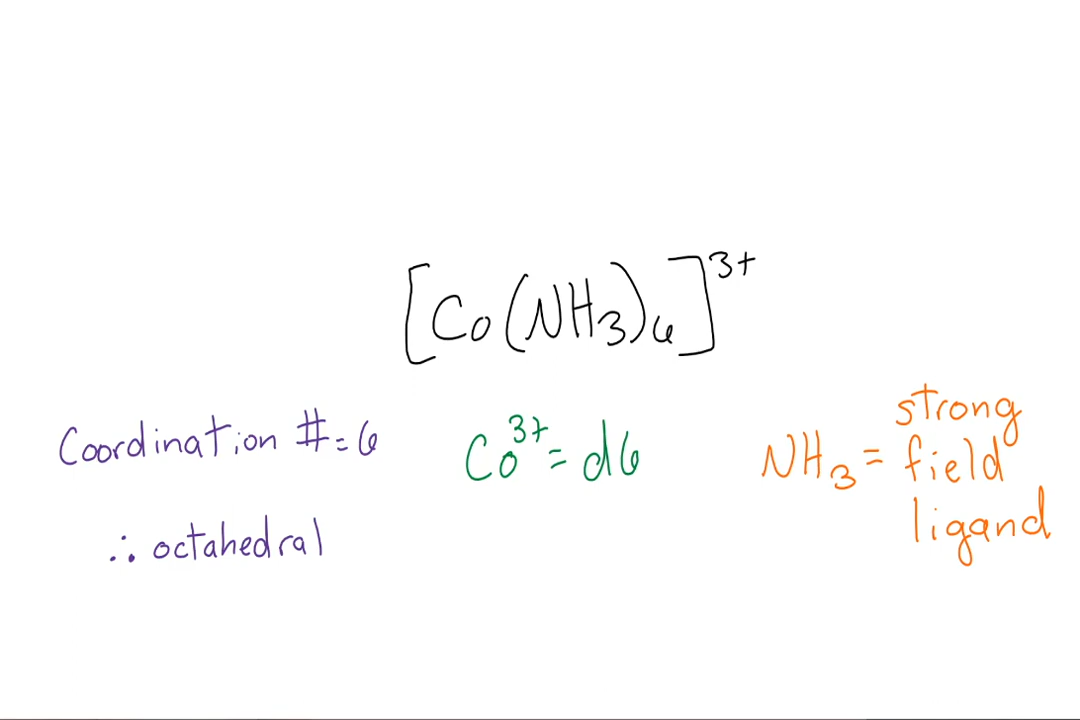 [Co(NH3)6]3+
Coordination #=6
∴ octahedral
Co3+=d6
NH3= strong
field
ligand